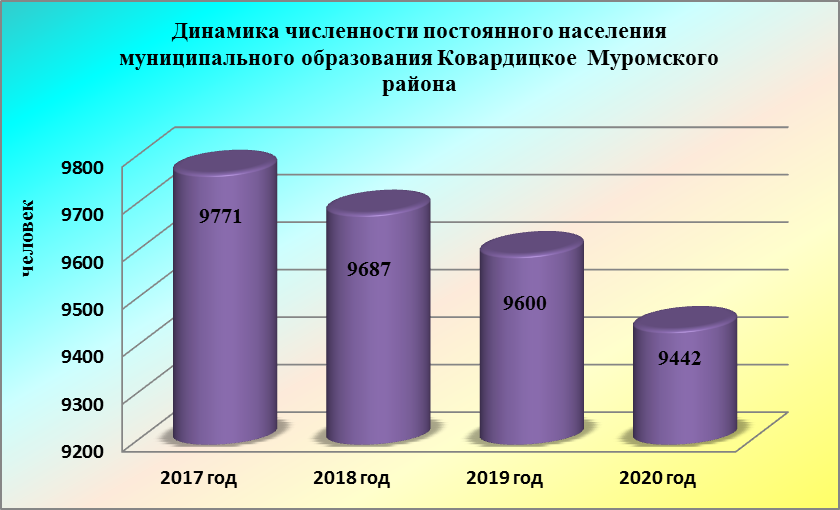 Динамика численности постоянного населения
муниципального образования Ковардицкое Муромского
района
человек
9800
9700
9600
9500
9400
9300
9200
9771
9687
9600
9442
2017 год
2018 год
2019 год
2020 год